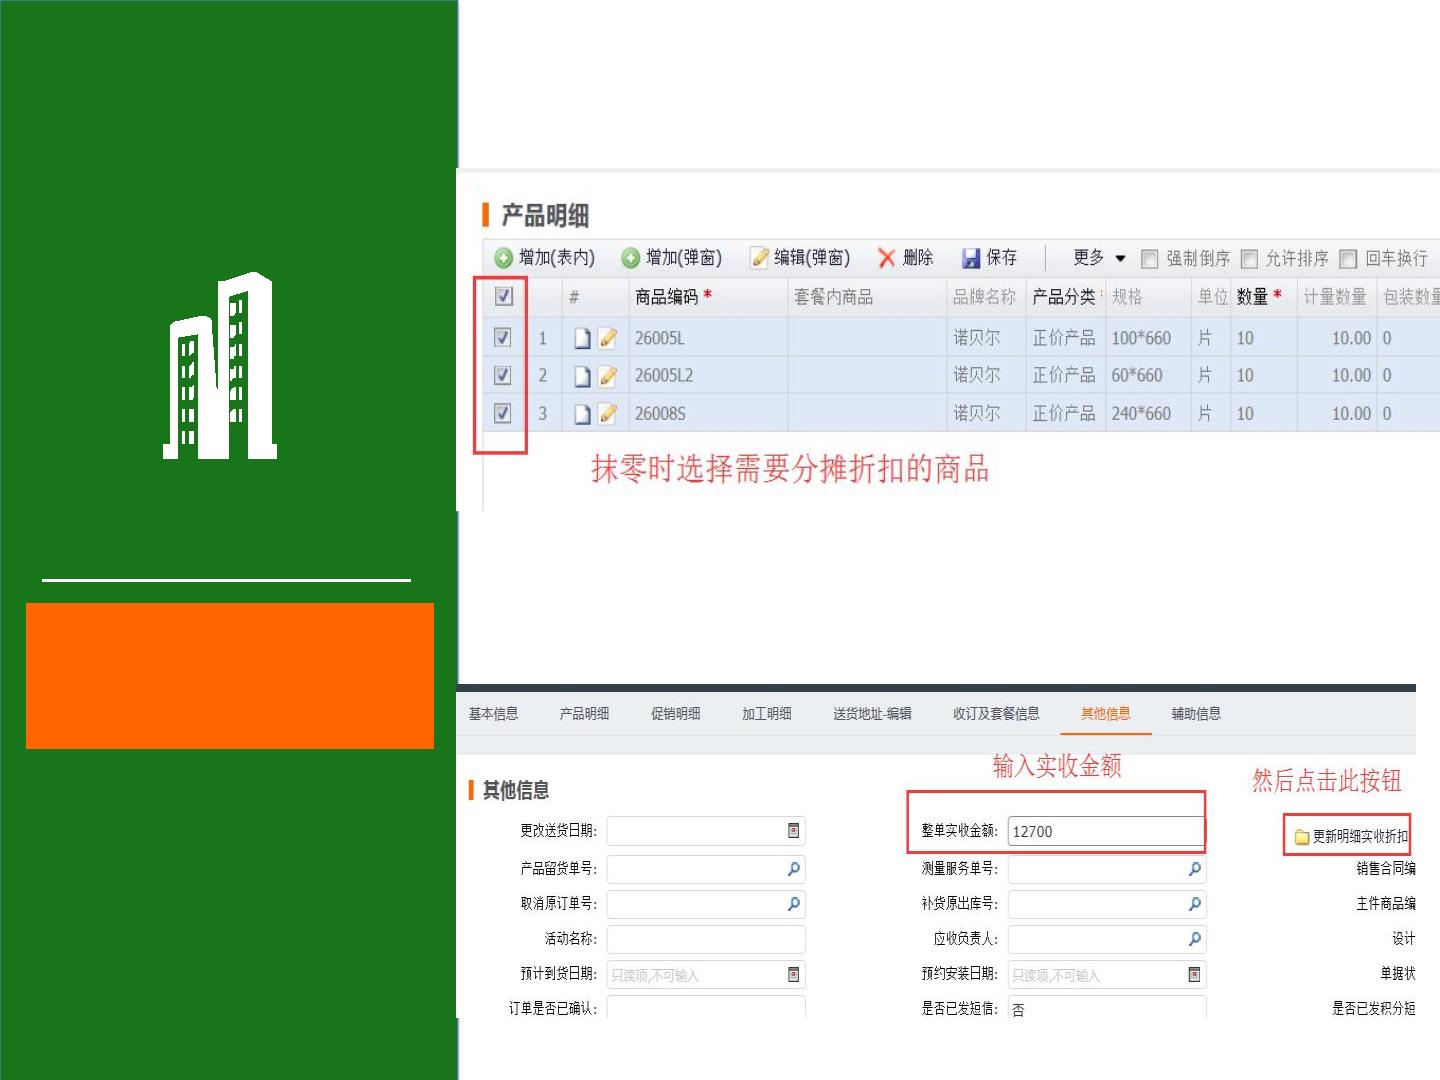 产品明细
增加(表内) 增加(弹窗) 编辑(弹窗) 删除 保存 更多 强制倒序 允许排序 回车换行
# 商品编码 * 套餐内商品 品牌名称 产品分类 规格 单位 数量 * 计量数量 包装数量
1 26005L 诺贝尔 正价产品 100*660 片 10 10.00 0
2 26005L2 诺贝尔 正价产品 60*660 片 10 10.00 0
3 26008S 诺贝尔 正价产品 240*660 片 10 10.00 0
抹零时选择需要分摊折扣的商品
基本信息 产品明细 促销明细 加工明细 送货地址-编辑 收订及套餐信息 其他信息 辅助信息
输入实收金额
然后点击此按钮
其他信息
更改送货日期: 整单实收金额: 12700 更新明细实收折扣
产品留货单号: 测量服务单号: 销售合同编
取消原订单号: 补货原出库号: 主件商品编
活动名称: 应收负责人: 设计
预计到货日期: 只读项,不可输入 预约安装日期: 只读项,不可输入 单据状
订单是否已确认: 是否已发短信: 否 是否已发积分短